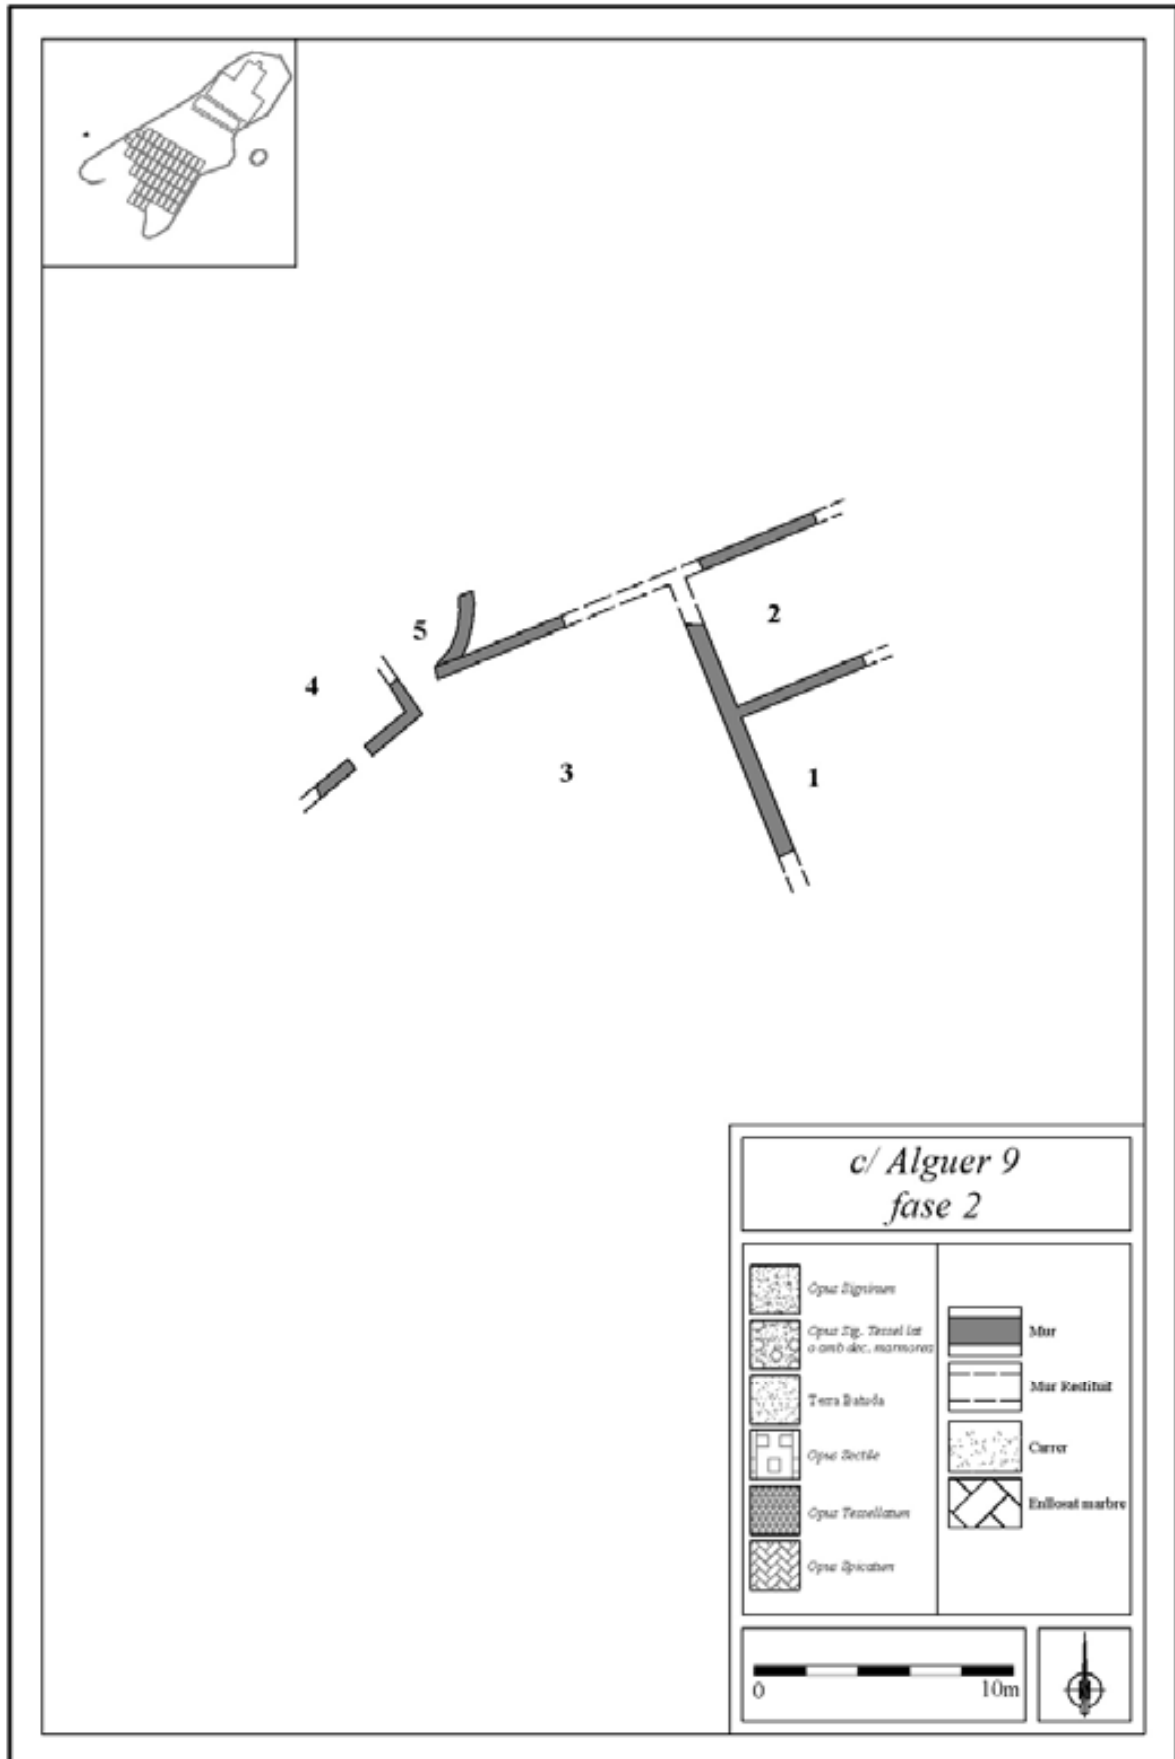 5
4
2
3
1
c/ Alguer 9
fase 2
Opus Signinum
Opus Sig. Tessel·lat
o amb dec. marmorea
Terra Batuda
Opus Sectile
Opus Tessellatum
Opus Spicatum
Mur
Mur Restituït
Carrer
Enllosat marbre
0 10m